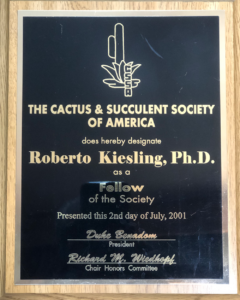 THE CACTUS & SUCCULENT SOCIETY
OF AMERICA
does hereby designate
Roberto Kiesling, Ph.D.
as a
Fellow
of the Society
Presented this 2nd day of July, 2001
Duke Benadom
President
Richard M. Wiedhopf
Chair Honors Committee